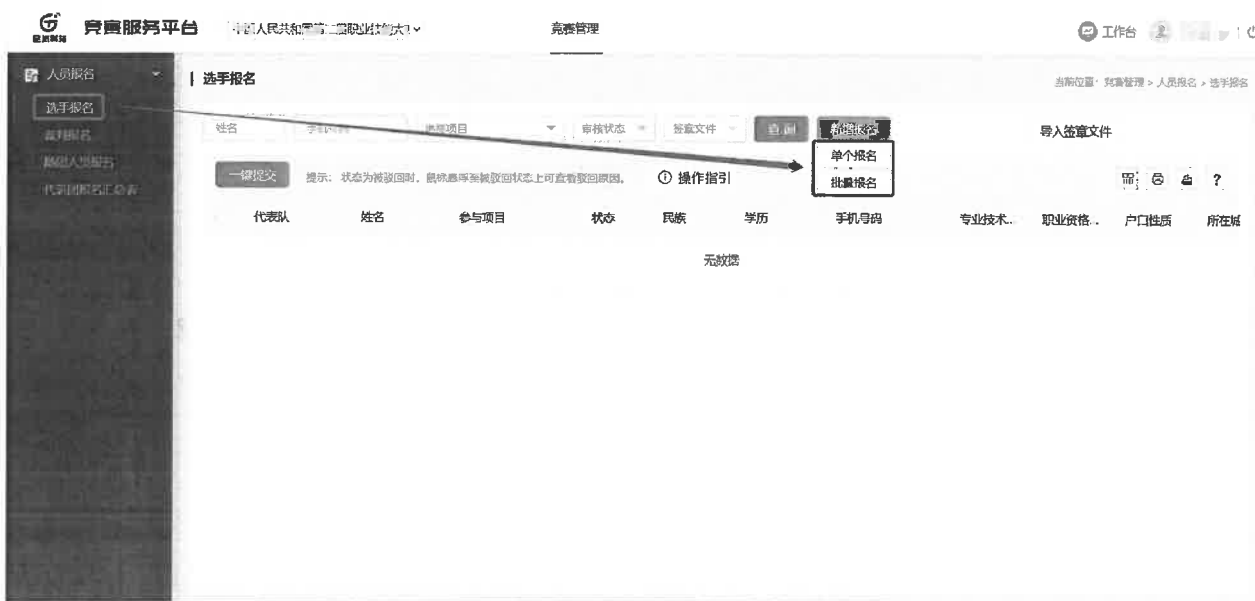 竞赛服务平台
竞赛管理
工作台
人员报名
选手报名
裁判报名
代表团报名汇总表
选手报名
当前位置：竞赛管理 > 人员报名 > 选手报名
姓名
审核状态
签章文件
查询
新增报名
导入签章文件
单个报名
批量报名
一键提交
提示：状态为被驳回时，鼠标悬浮至被驳回状态上可查看驳回原因。
操作指引
代表队 姓名 参与项目 状态 民族 学历 手机号码 专业技术... 职业资格... 户口性质 所在城
无数据